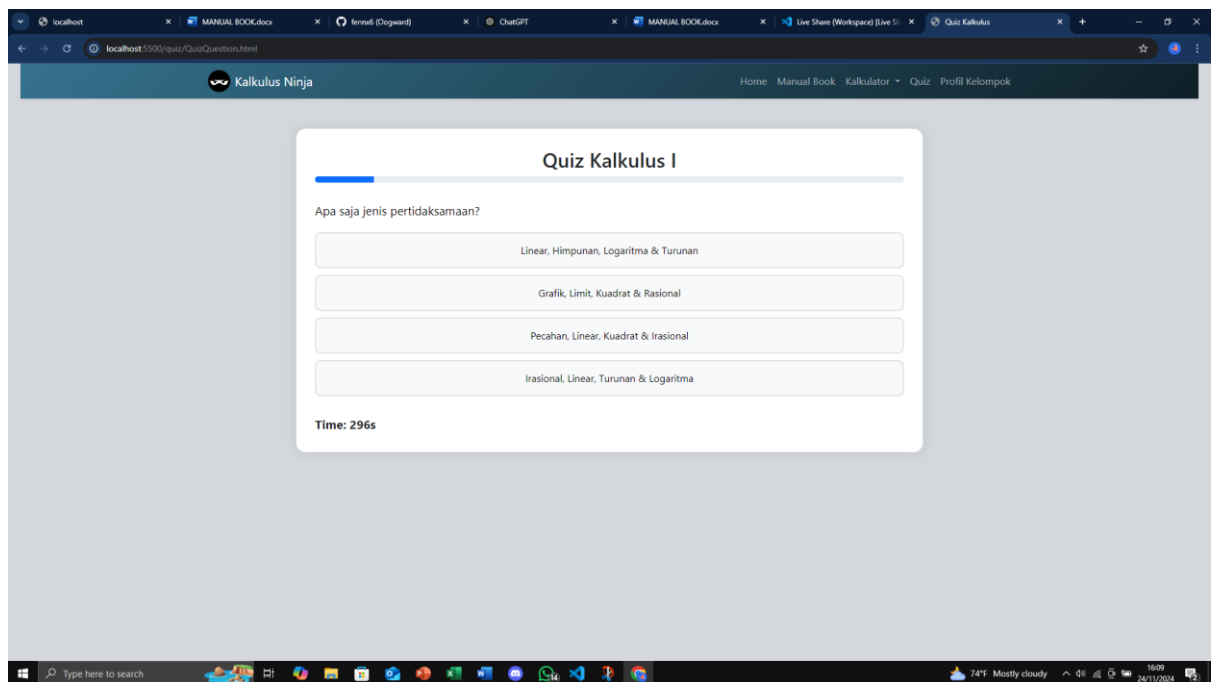 localhost
MANUAL BOOK.docx
fennx6 (Oogward)
ChatGPT
MANUAL BOOK.docx
Live Share (Workspace) [Live S
Quiz Kalkulus
localhost:5500/quiz/QuizQuestion.html
Kalkulus Ninja
Home Manual Book Kalkulator Quiz Profil Kelompok
Quiz Kalkulus I
Apa saja jenis pertidaksamaan?
Linear, Himpunan, Logaritma & Turunan
Grafik, Limit, Kuadrat & Rasional
Pecahan, Linear, Kuadrat & Irasional
Irasional, Linear, Turunan & Logaritma
Time: 296s
Type here to search
74°F Mostly cloudy
16:09
24/11/2024